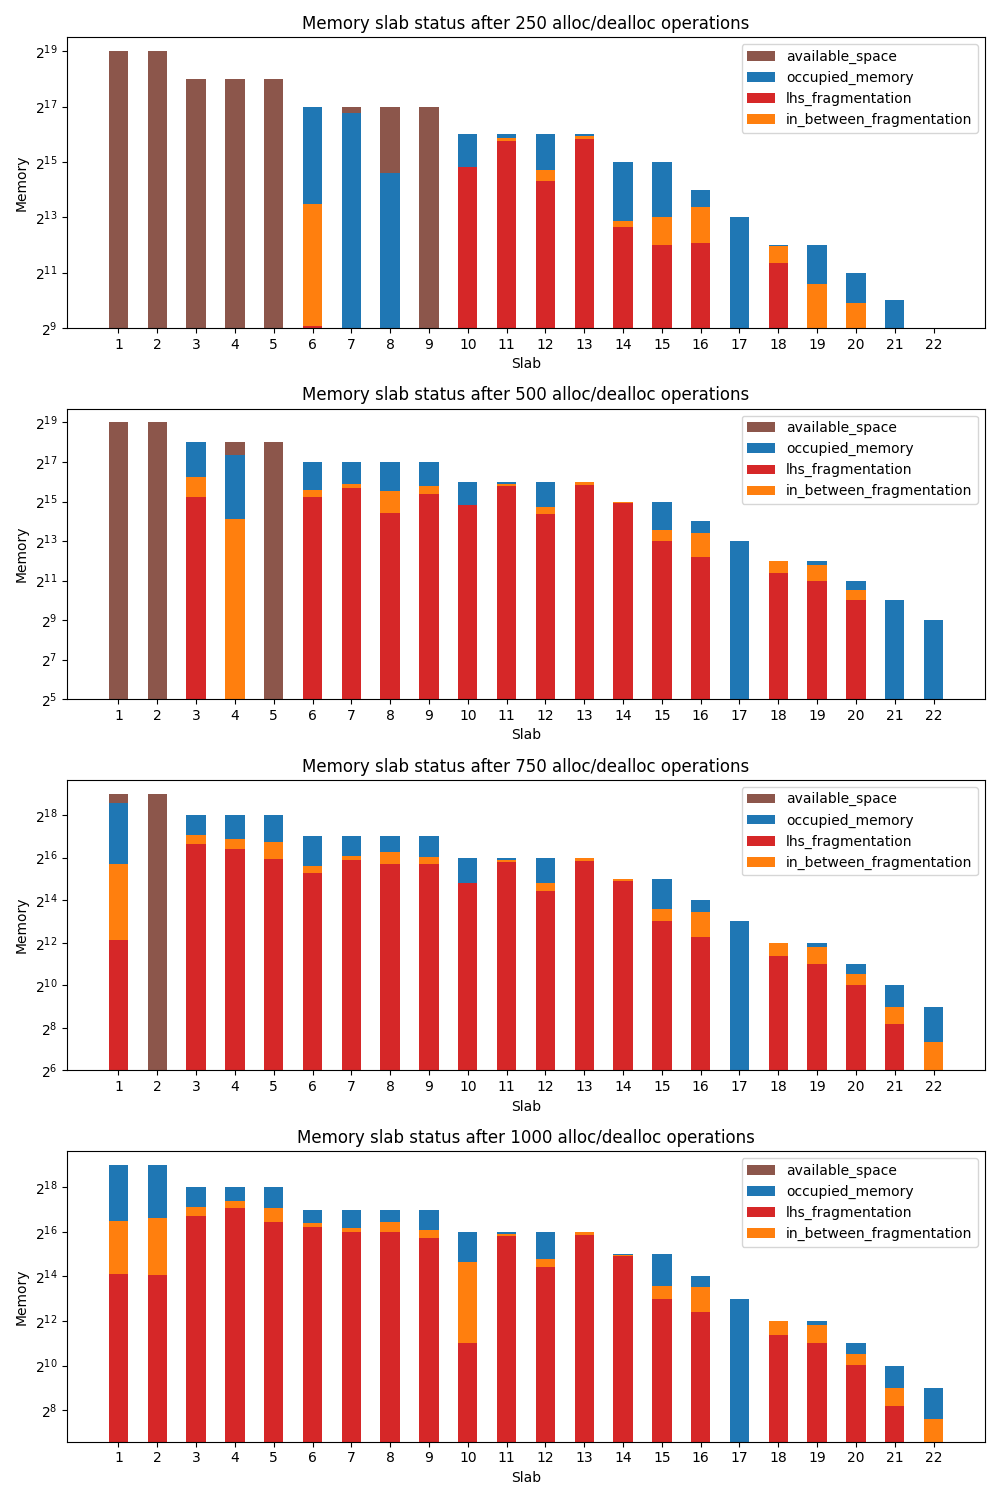 Memory slab status after 250 alloc/dealloc operations
2^19
2^17
2^15
2^13
2^11
2^9
Memory
available_space
occupied_memory
lhs_fragmentation
in_between_fragmentation
1 2 3 4 5 6 7 8 9 10 11 12 13 14 15 16 17 18 19 20 21 22
Slab
Memory slab status after 500 alloc/dealloc operations
2^19
2^17
2^15
2^13
2^11
2^9
2^7
2^5
Memory
available_space
occupied_memory
lhs_fragmentation
in_between_fragmentation
1 2 3 4 5 6 7 8 9 10 11 12 13 14 15 16 17 18 19 20 21 22
Slab
Memory slab status after 750 alloc/dealloc operations
2^18
2^16
2^14
2^12
2^10
2^8
2^6
Memory
available_space
occupied_memory
lhs_fragmentation
in_between_fragmentation
1 2 3 4 5 6 7 8 9 10 11 12 13 14 15 16 17 18 19 20 21 22
Slab
Memory slab status after 1000 alloc/dealloc operations
2^18
2^16
2^14
2^12
2^10
2^8
Memory
available_space
occupied_memory
lhs_fragmentation
in_between_fragmentation
1 2 3 4 5 6 7 8 9 10 11 12 13 14 15 16 17 18 19 20 21 22
Slab